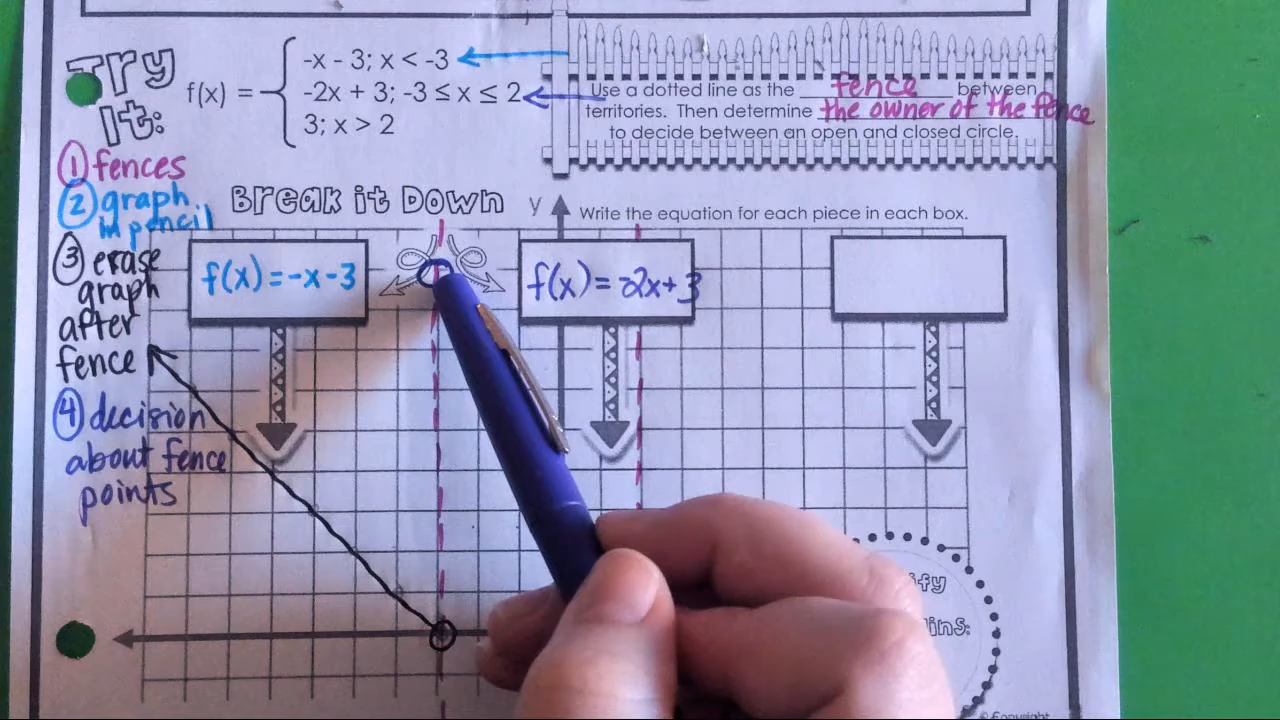 Try It:
f(x) =
-x - 3; x < -3
-2x + 3; -3 ≤ x ≤ 2
3; x > 2
Use a dotted line as the fence between
territories. Then determine the owner of the fence
to decide between an open and closed circle.
① fences
② graph in pencil
③ erase graph after fence
④ decision about fence points
Break it Down
y
Write the equation for each piece in each box.
f(x) = -x - 3
f(x) = -2x + 3
© Copyright